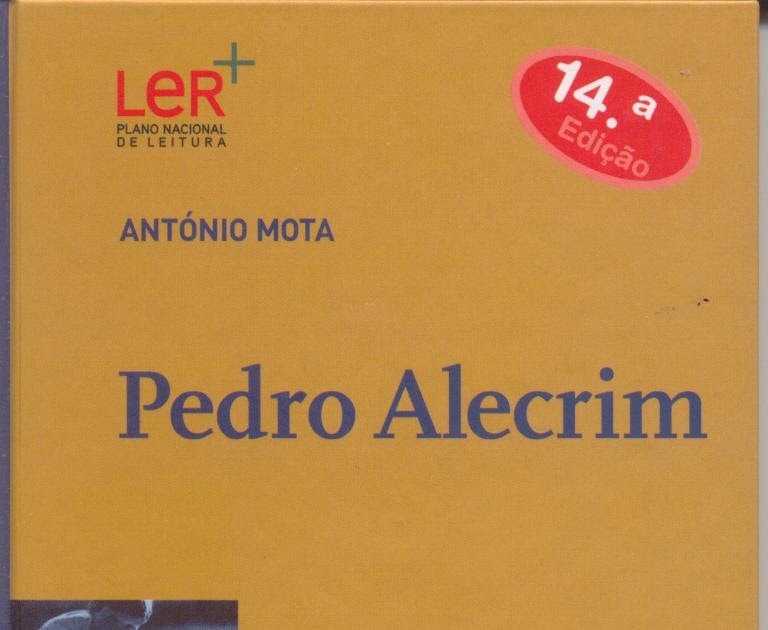 LeR+
PLANO NACIONAL
DE LEITURA
14.ª
Edição
ANTÓNIO MOTA
Pedro Alecrim